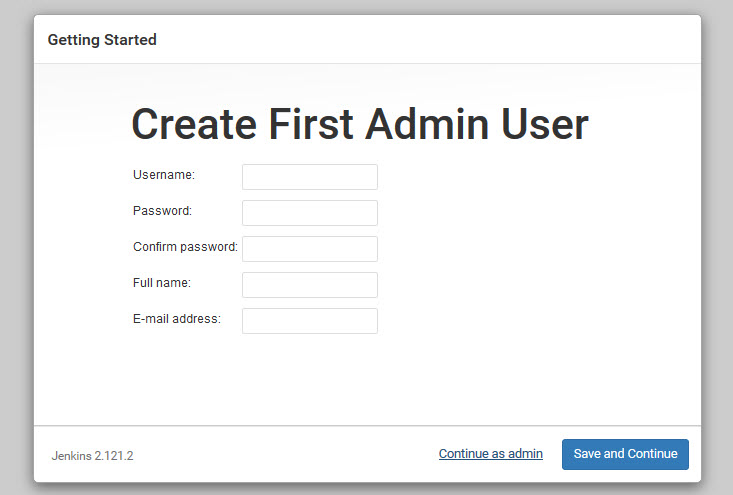 Getting Started
Create First Admin User
Username:
Password:
Confirm password:
Full name:
E-mail address:
Jenkins 2.121.2
Continue as admin
Save and Continue